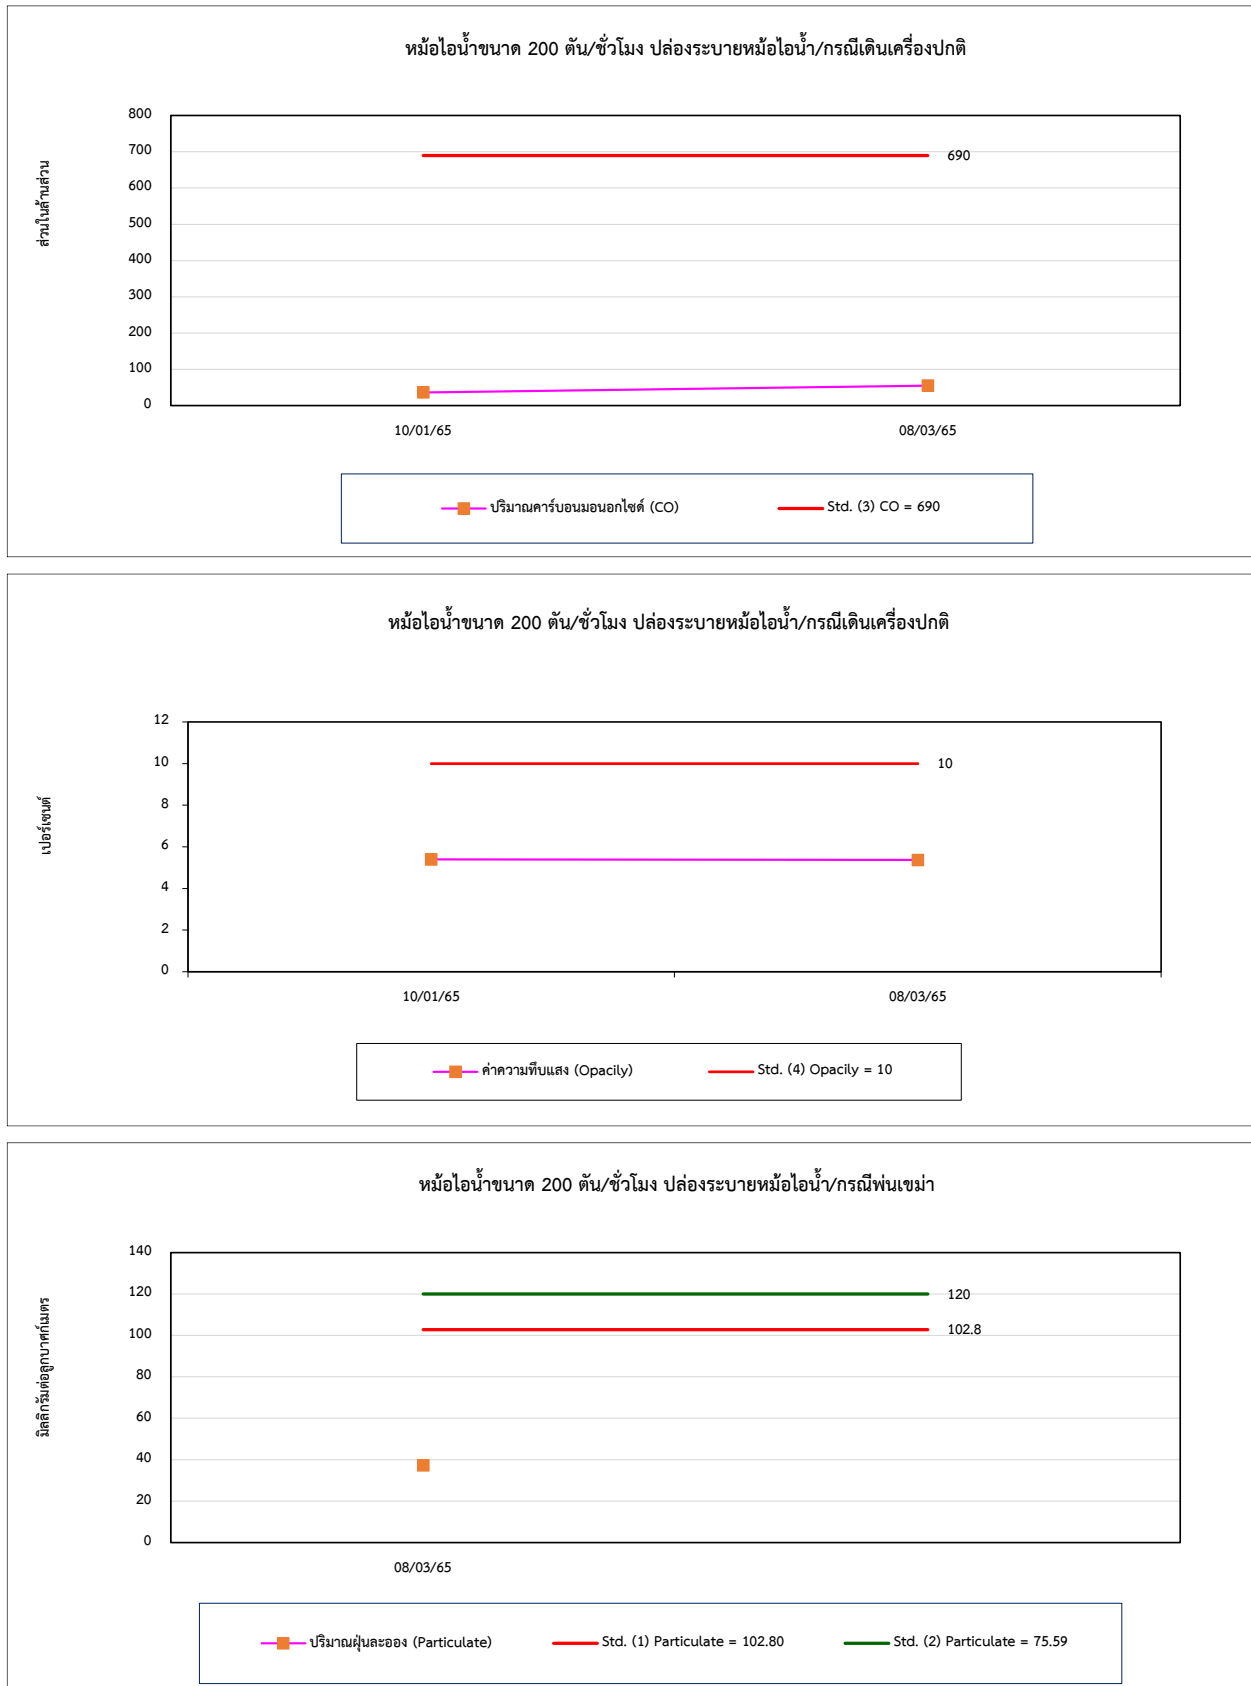 หม้อไอน้ำขนาด 200 ตัน/ชั่วโมง ปล่องระบายหม้อไอน้ำ/กรณีเดินเครื่องปกติ
ส่วนในล้านส่วน
800
700
600
500
400
300
200
100
0
690
10/01/65
08/03/65
ปริมาณคาร์บอนมอนอกไซด์ (CO)
Std. (3) CO = 690
หม้อไอน้ำขนาด 200 ตัน/ชั่วโมง ปล่องระบายหม้อไอน้ำ/กรณีเดินเครื่องปกติ
เปอร์เซนต์
12
10
8
6
4
2
0
10
10/01/65
08/03/65
ค่าความทึบแสง (Opacily)
Std. (4) Opacily = 10
หม้อไอน้ำขนาด 200 ตัน/ชั่วโมง ปล่องระบายหม้อไอน้ำ/กรณีพ่นเขม่า
มิลลิกรัมต่อลูกบาศก์เมตร
140
120
100
80
60
40
20
0
120
102.8
08/03/65
ปริมาณฝุ่นละออง (Particulate)
Std. (1) Particulate = 102.80
Std. (2) Particulate = 75.59